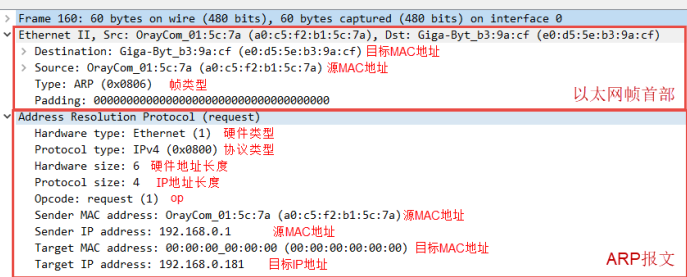 Frame 160: 60 bytes on wire (480 bits), 60 bytes captured (480 bits) on interface 0
Ethernet II, Src: OrayCom_01:5c:7a (a0:c5:f2:b1:5c:7a), Dst: Giga-Byt_b3:9a:cf (e0:d5:5e:b3:9a:cf)
Destination: Giga-Byt_b3:9a:cf (e0:d5:5e:b3:9a:cf) 目标MAC地址
Source: OrayCom_01:5c:7a (a0:c5:f2:b1:5c:7a) 源MAC地址
Type: ARP (0x0806) 帧类型
Padding: 000000000000000000000000000000000000
以太网帧首部
Address Resolution Protocol (request)
Hardware type: Ethernet (1) 硬件类型
Protocol type: IPv4 (0x0800) 协议类型
Hardware size: 6 硬件地址长度
Protocol size: 4 IP地址长度
Opcode: request (1) op
Sender MAC address: OrayCom_01:5c:7a (a0:c5:f2:b1:5c:7a) 源MAC地址
Sender IP address: 192.168.0.1 源MAC地址
Target MAC address: 00:00:00_00:00:00 (00:00:00:00:00:00) 目标MAC地址
Target IP address: 192.168.0.181 目标IP地址
ARP报文